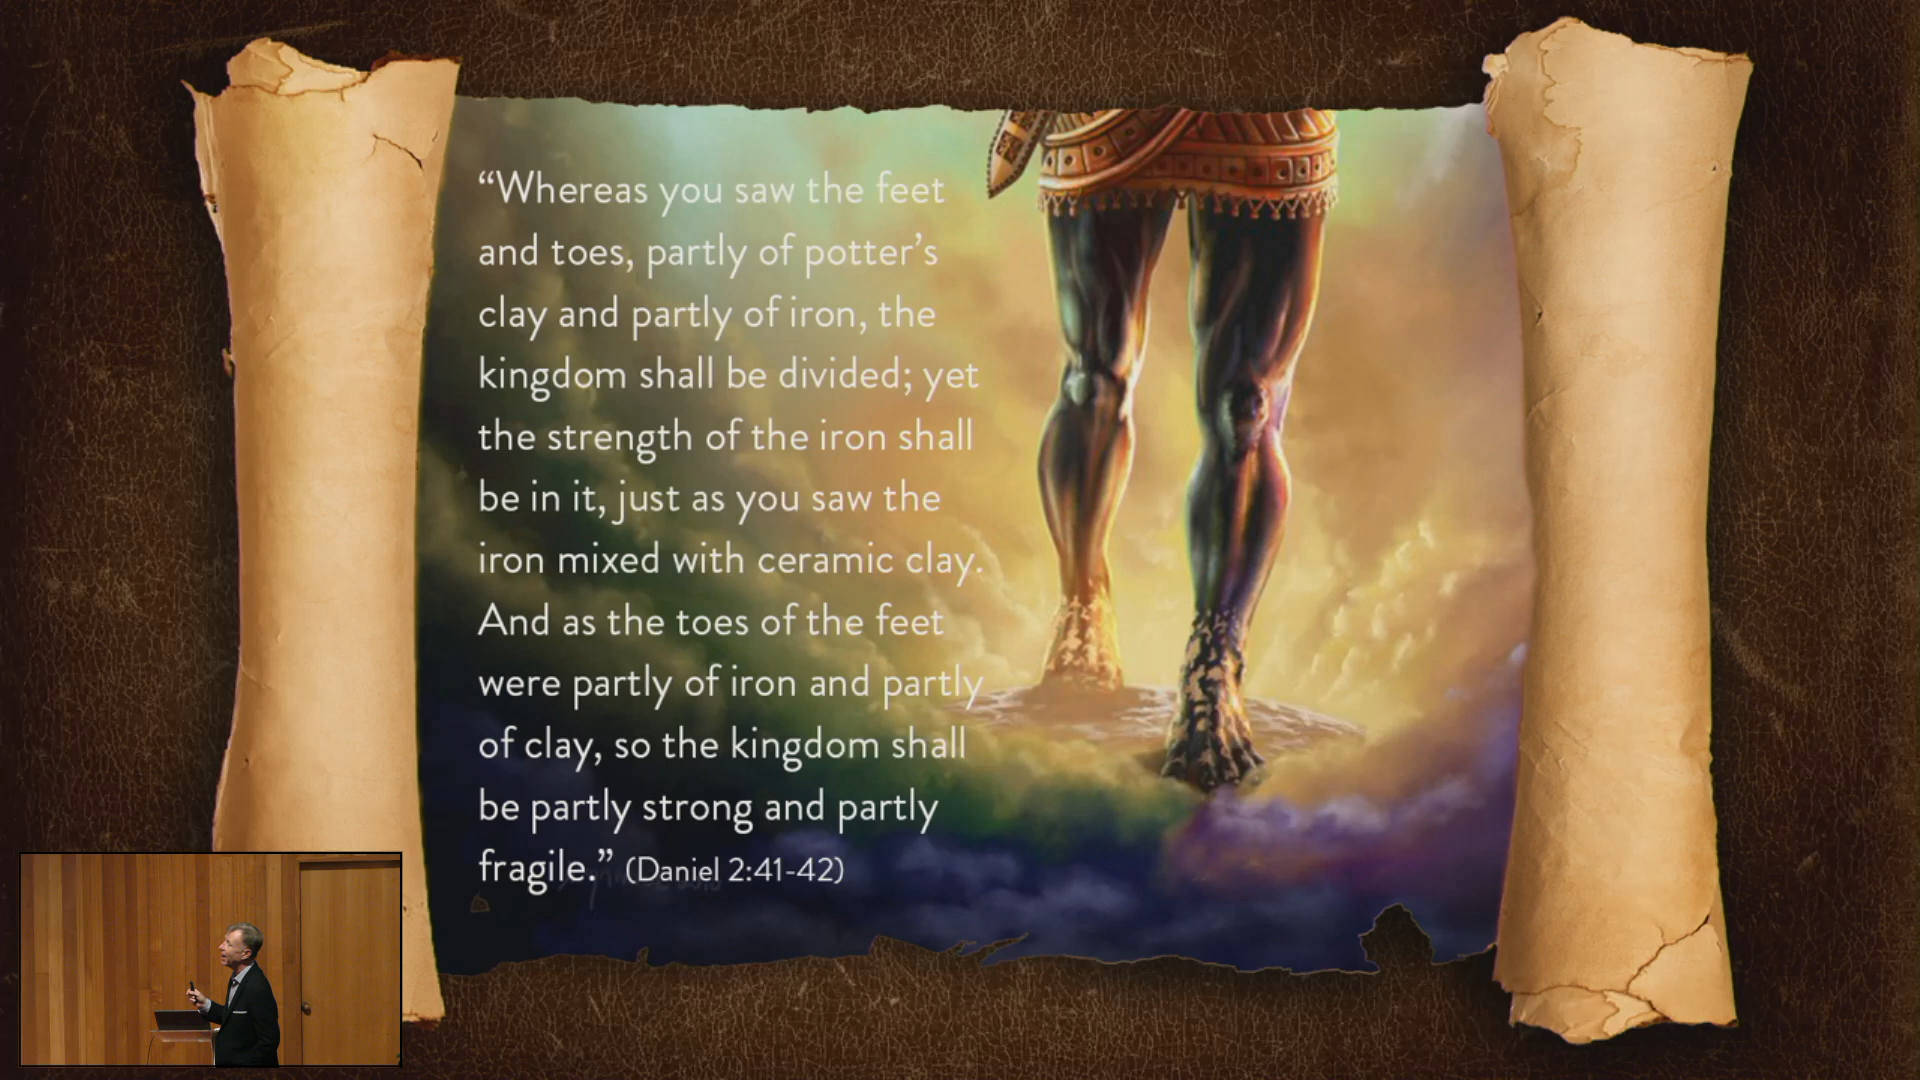 “Whereas you saw the feet
and toes, partly of potter’s
clay and partly of iron, the
kingdom shall be divided; yet
the strength of the iron shall
be in it, just as you saw the
iron mixed with ceramic clay.
And as the toes of the feet
were partly of iron and partly
of clay, so the kingdom shall
be partly strong and partly
fragile.” (Daniel 2:41-42)